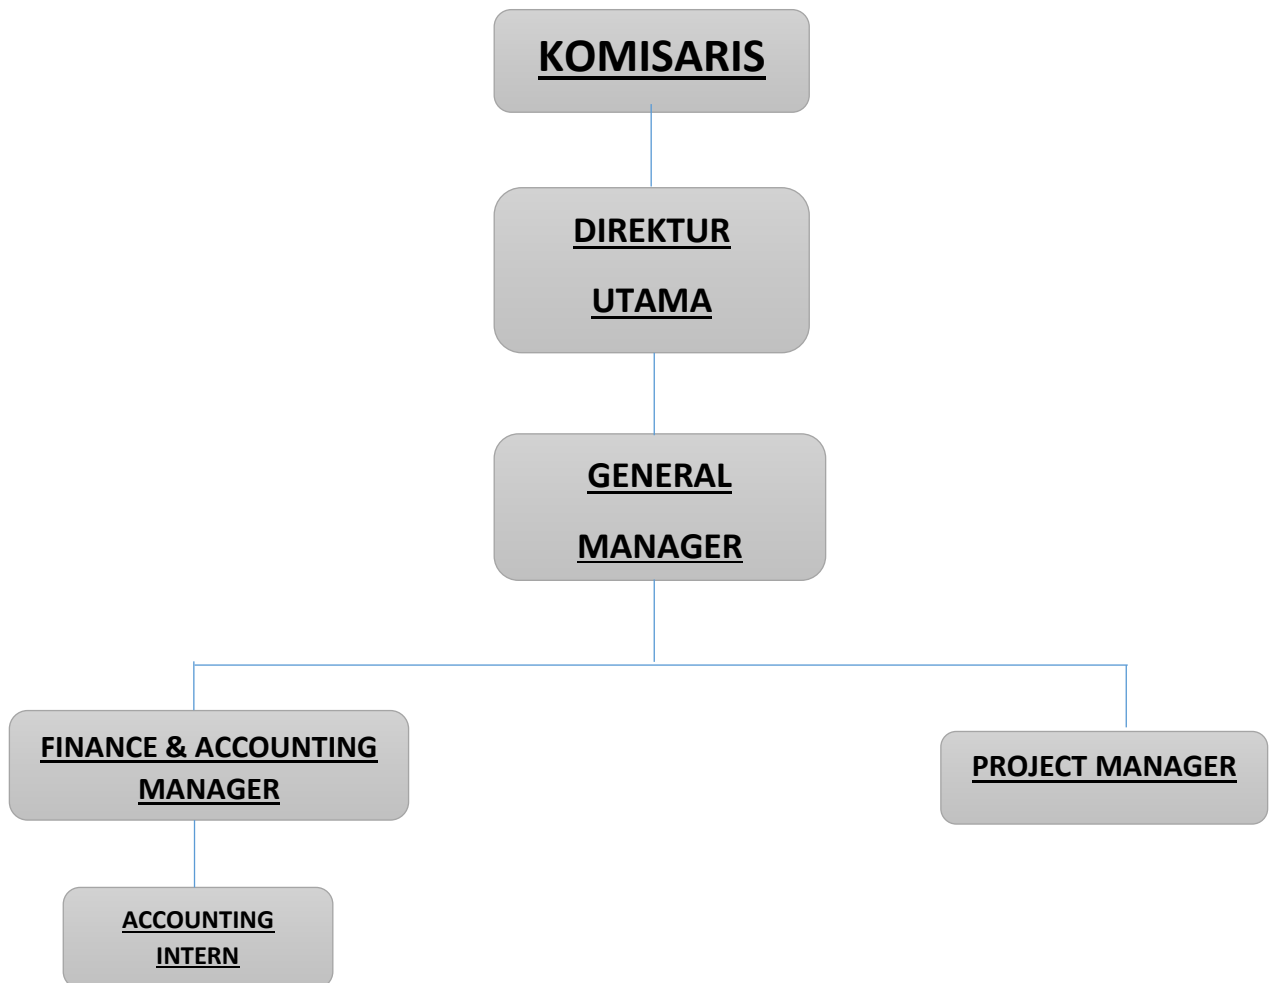 KOMISARIS
DIREKTUR
UTAMA
GENERAL
MANAGER
FINANCE & ACCOUNTING
MANAGER
PROJECT MANAGER
ACCOUNTING
INTERN